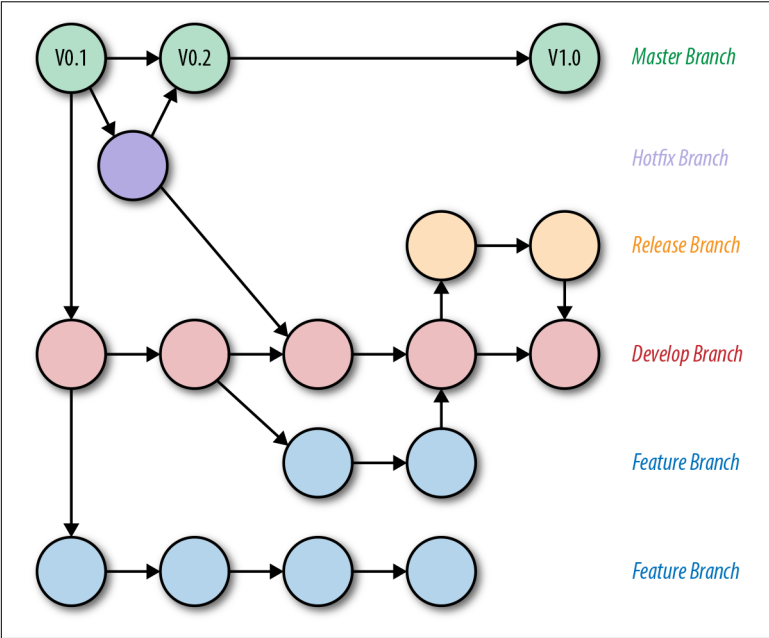 V0.1
V0.2
V1.0
Master Branch
Hotfix Branch
Release Branch
Develop Branch
Feature Branch
Feature Branch